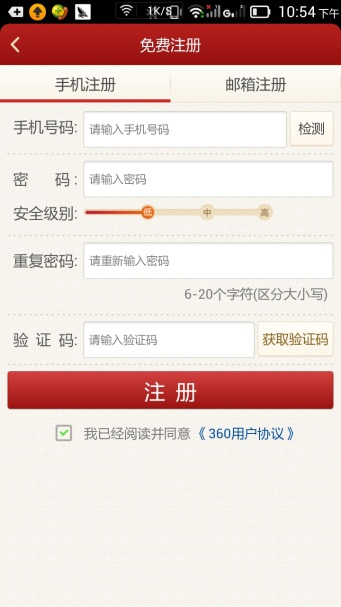 1K/S G 10:54 下午
免费注册
手机注册 邮箱注册
手机号码: 请输入手机号码 检测
密 码: 请输入密码
安全级别: 低 中 高
重复密码: 请重新输入密码
6-20个字符(区分大小写)
验 证 码: 请输入验证码 获取验证码
注 册
我已经阅读并同意《360用户协议》